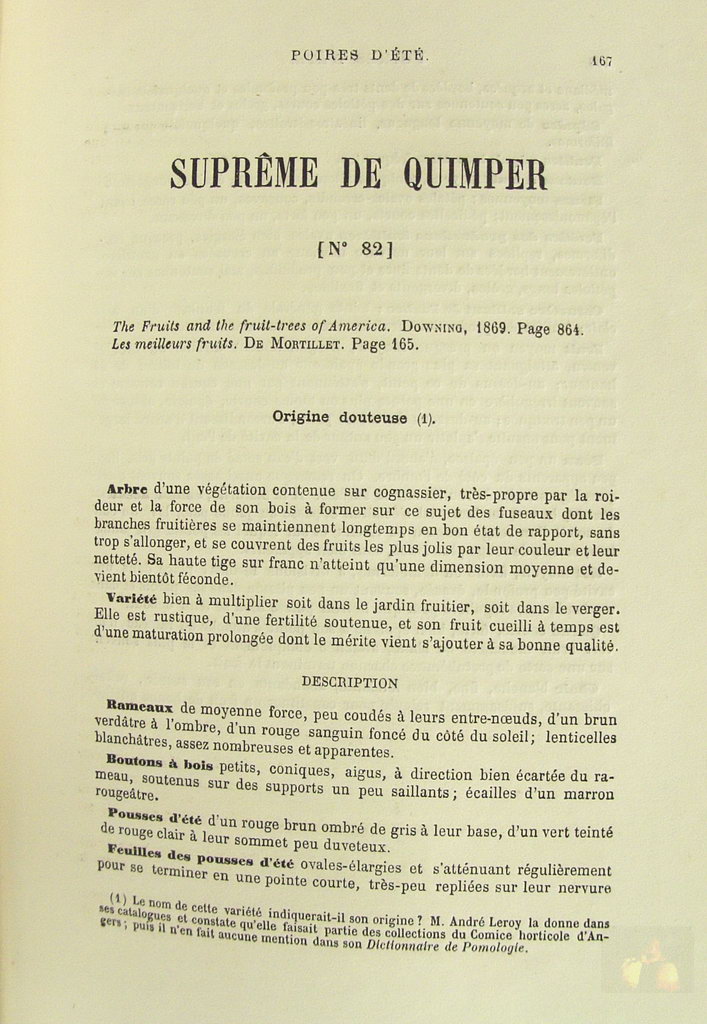 POIRES D'ÉTÉ.
167
SUPRÊME DE QUIMPER
[N° 82]
The Fruits and the fruit-trees of America. DOWNING, 1869. Page 864.
Les meilleurs fruits. DE MORTILLET. Page 165.
Origine douteuse (1).
Arbre d'une végétation contenue sur cognassier, très-propre par la roi-
deur et la force de son bois à former sur ce sujet des fuseaux dont les
branches fruitières se maintiennent longtemps en bon état de rapport, sans
trop s'allonger, et se couvrent des fruits les plus jolis par leur couleur et leur
netteté. Sa haute tige sur franc n'atteint qu'une dimension moyenne et de-
vient bientôt féconde.
Variété bien à multiplier soit dans le jardin fruitier, soit dans le verger.
Elle est rustique, d'une fertilité soutenue, et son fruit cueilli à temps est
d'une maturation prolongée dont le mérite vient s'ajouter à sa bonne qualité.
DESCRIPTION
Rameaux de moyenne force, peu coudés à leurs entre-nœuds, d'un brun
verdâtre à l'ombre, d'un rouge sanguin foncé du côté du soleil; lenticelles
blanchâtres, assez nombreuses et apparentes.
Boutons à bois petits, coniques, aigus, à direction bien écartée du ra-
meau, soutenus sur des supports un peu saillants; écailles d'un marron
rougeâtre.
Pousses d'été d'un rouge brun ombré de gris à leur base, d'un vert teinté
de rouge clair à leur sommet peu duveteux.
Feuilles des pousses d'été ovales-élargies et s'atténuant régulièrement
pour se terminer en une pointe courte, très-peu repliées sur leur nervure
(1) Le nom de cette variété indiquerait-il son origine ? M. André Leroy la donne dans
ses catalogues et constate qu'elle faisait partie des collections du Comice horticole d'An-
gers; puis il n'en fait aucune mention dans son Dictionnaire de Pomologie.